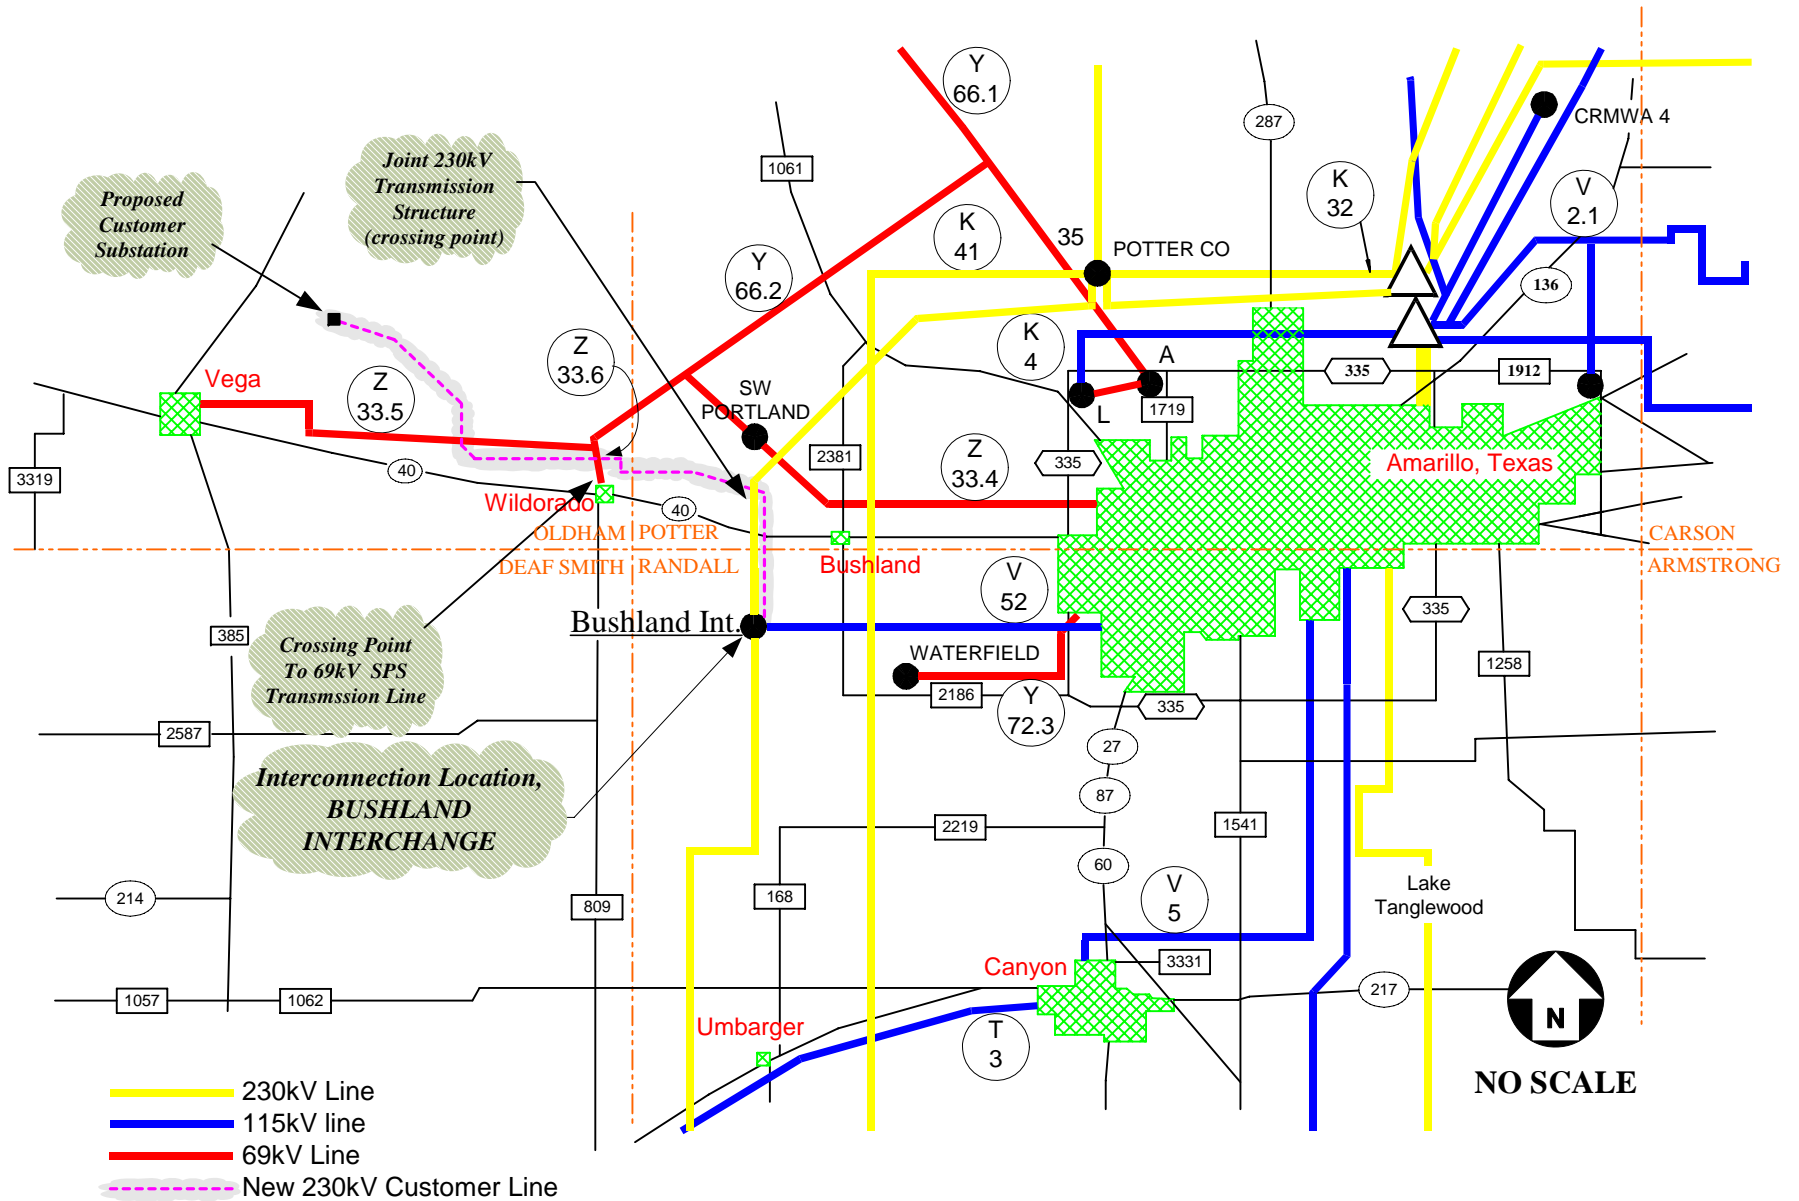 Y
66.1
287
CRMWA 4
Joint 230kV
Transmission
Structure
(crossing point)
1061
K
32
V
2.1
Proposed
Customer
Substation
K
41
35
POTTER CO
Y
66.2
136
K
4
A
335
1912
Z
33.6
Vega
Z
33.5
SW
PORTLAND
L
1719
2381
335
Z
33.4
Amarillo, Texas
3319
40
Wildorado
40
OLDHAM
POTTER
CARSON
DEAF SMITH
RANDALL
Bushland
ARMSTRONG
V
52
335
Bushland Int.
385
Crossing Point
To 69kV SPS
Transmssion Line
WATERFIELD
1258
2186
Y
72.3
335
2587
27
Interconnection Location,
BUSHLAND
INTERCHANGE
87
2219
1541
60
214
809
168
V
5
Lake
Tanglewood
Canyon
3331
1057
1062
217
N
Umbarger
T
3
NO SCALE
230kV Line
115kV line
69kV Line
New 230kV Customer Line